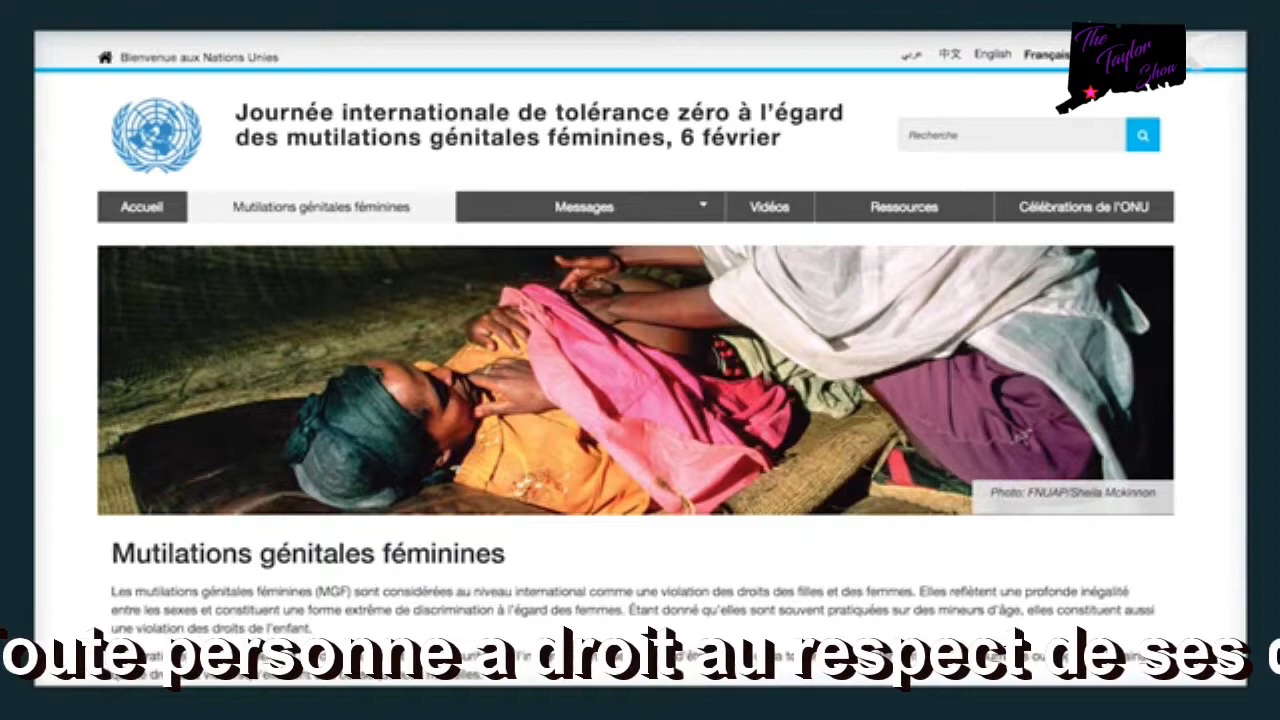 Bienvenue aux Nations Unies
عربي 中文 English Français
The
Taylor
Show
Journée internationale de tolérance zéro à l'égard
des mutilations génitales féminines, 6 février
Recherche
Accueil Mutilations génitales féminines Messages Vidéos Ressources Célébrations de l'ONU
Photo: FNUAP/Sheila Mckinnon
Mutilations génitales féminines
Les mutilations génitales féminines (MGF) sont considérées au niveau international comme une violation des droits des filles et des femmes. Elles reflètent une profonde inégalité
entre les sexes et constituent une forme extrême de discrimination à l'égard des femmes. Étant donné qu'elles sont souvent pratiquées sur des mineurs d'âge, elles constituent aussi
une violation des droits de l'enfant.
Toute personne a droit au respect de ses